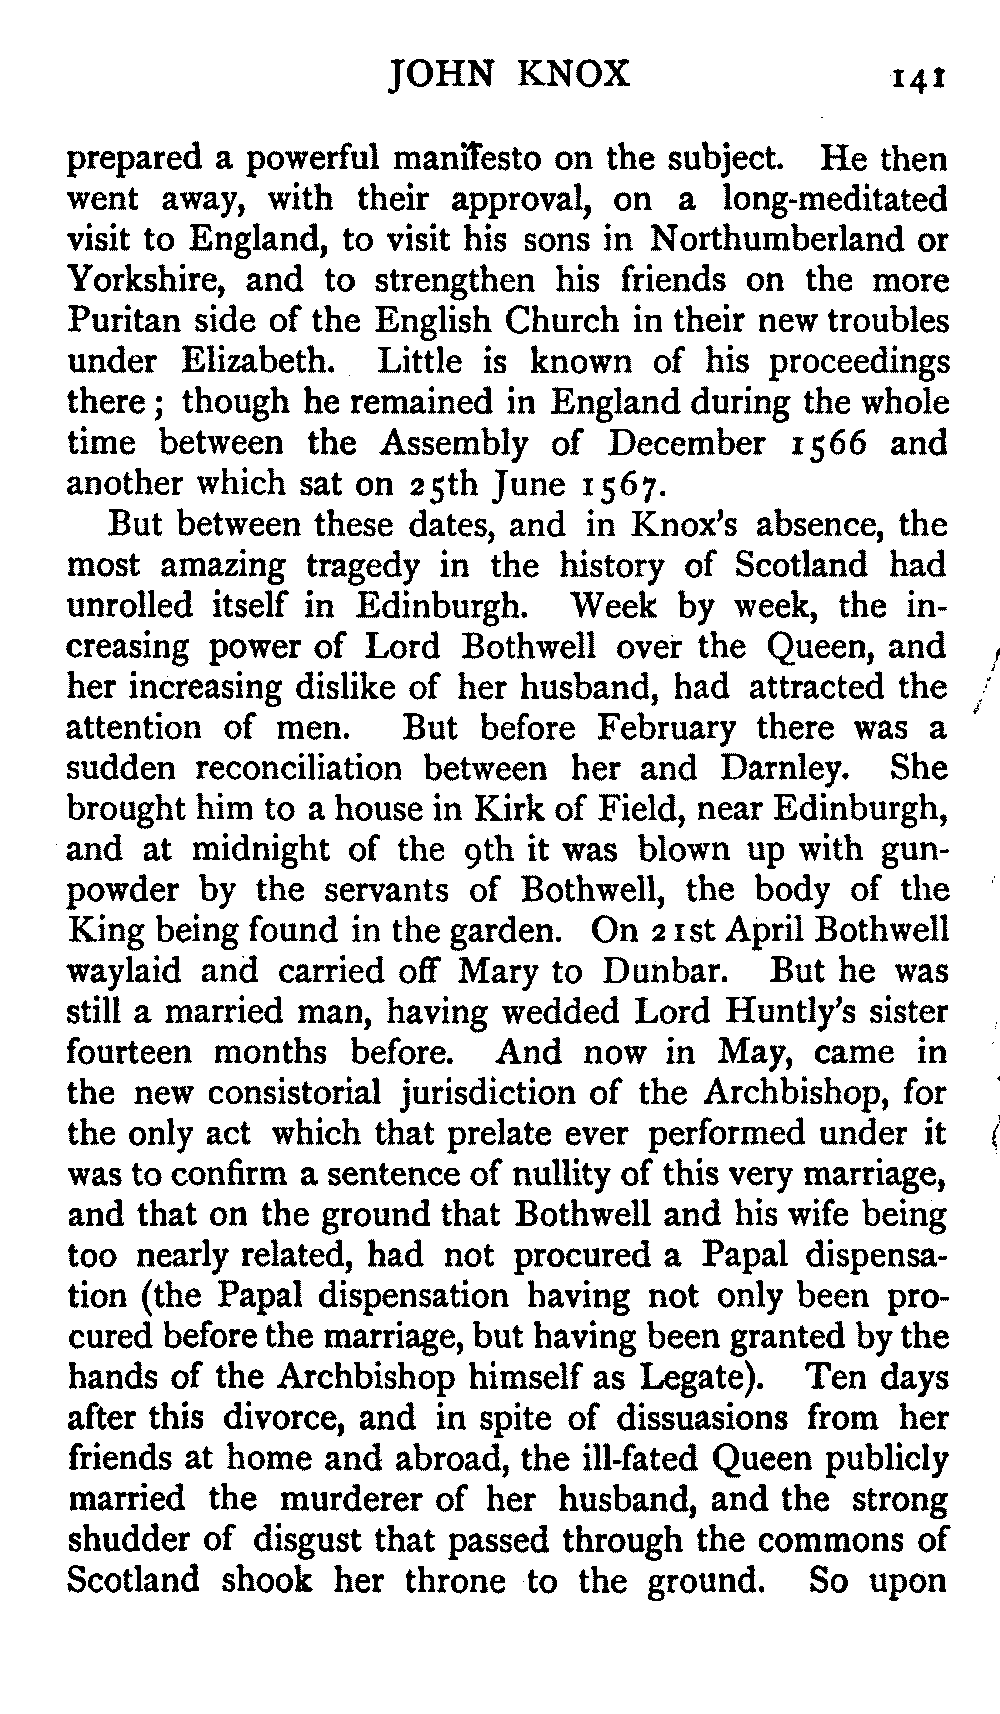 JOHN KNOX 141
prepared a powerful manifesto on the subject. He then
went away, with their approval, on a long-meditated
visit to England, to visit his sons in Northumberland or
Yorkshire, and to strengthen his friends on the more
Puritan side of the English Church in their new troubles
under Elizabeth. Little is known of his proceedings
there ; though he remained in England during the whole
time between the Assembly of December 1566 and
another which sat on 25th June 1567.
But between these dates, and in Knox's absence, the
most amazing tragedy in the history of Scotland had
unrolled itself in Edinburgh. Week by week, the in-
creasing power of Lord Bothwell over the Queen, and
her increasing dislike of her husband, had attracted the
attention of men. But before February there was a
sudden reconciliation between her and Darnley. She
brought him to a house in Kirk of Field, near Edinburgh,
and at midnight of the 9th it was blown up with gun-
powder by the servants of Bothwell, the body of the
King being found in the garden. On 21st April Bothwell
waylaid and carried off Mary to Dunbar. But he was
still a married man, having wedded Lord Huntly's sister
fourteen months before. And now in May, came in
the new consistorial jurisdiction of the Archbishop, for
the only act which that prelate ever performed under it
was to confirm a sentence of nullity of this very marriage,
and that on the ground that Bothwell and his wife being
too nearly related, had not procured a Papal dispensa-
tion (the Papal dispensation having not only been pro-
cured before the marriage, but having been granted by the
hands of the Archbishop himself as Legate). Ten days
after this divorce, and in spite of dissuasions from her
friends at home and abroad, the ill-fated Queen publicly
married the murderer of her husband, and the strong
shudder of disgust that passed through the commons of
Scotland shook her throne to the ground. So upon